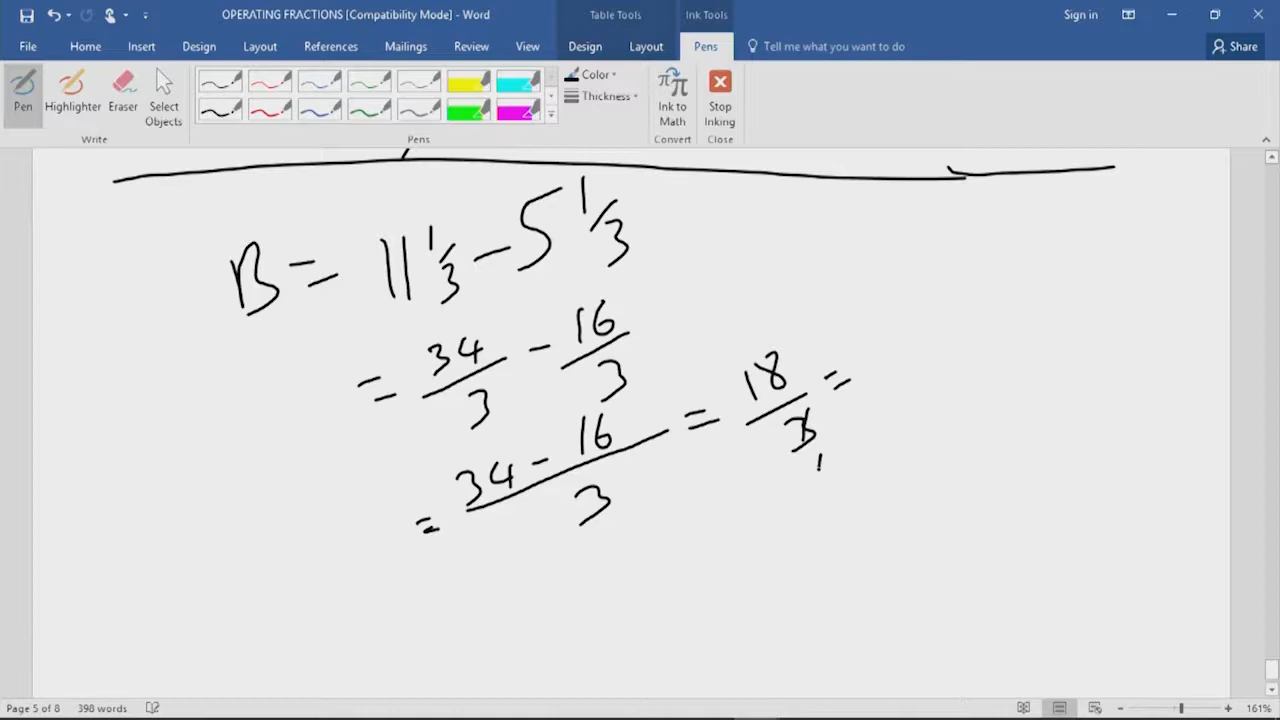 OPERATING FRACTIONS [Compatibility Mode] - Word
Table Tools
Ink Tools
Sign in
File Home Insert Design Layout References Mailings Review View Design Layout Pens Tell me what you want to do Share
Pen Highlighter Eraser Select Objects
Color
Thickness
Ink to Math
Stop Inking
Write Pens Convert Close
B = 11 1/3 - 5 1/3
= 34/3 - 16/3
= 34 - 16/3 = 18/3 =
1
Page 5 of 8 398 words 161%